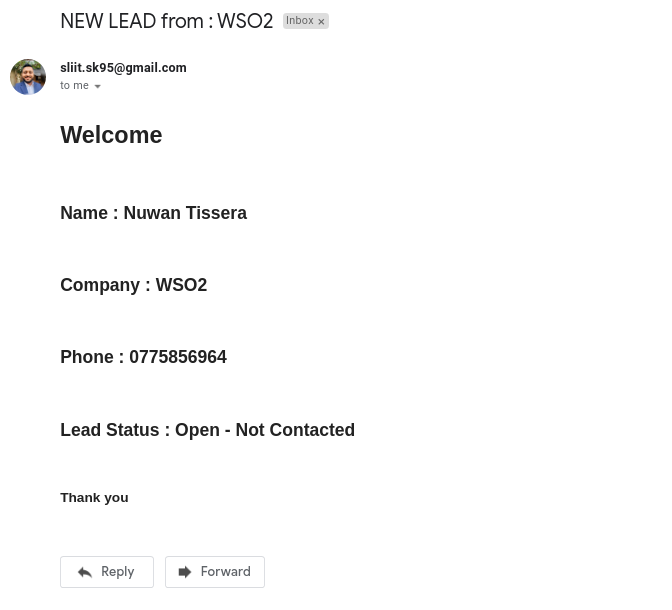 NEW LEAD from : WSO2 Inbox x
sliit.sk95@gmail.com
to me
Welcome
Name : Nuwan Tissera
Company : WSO2
Phone : 0775856964
Lead Status : Open - Not Contacted
Thank you
Reply Forward